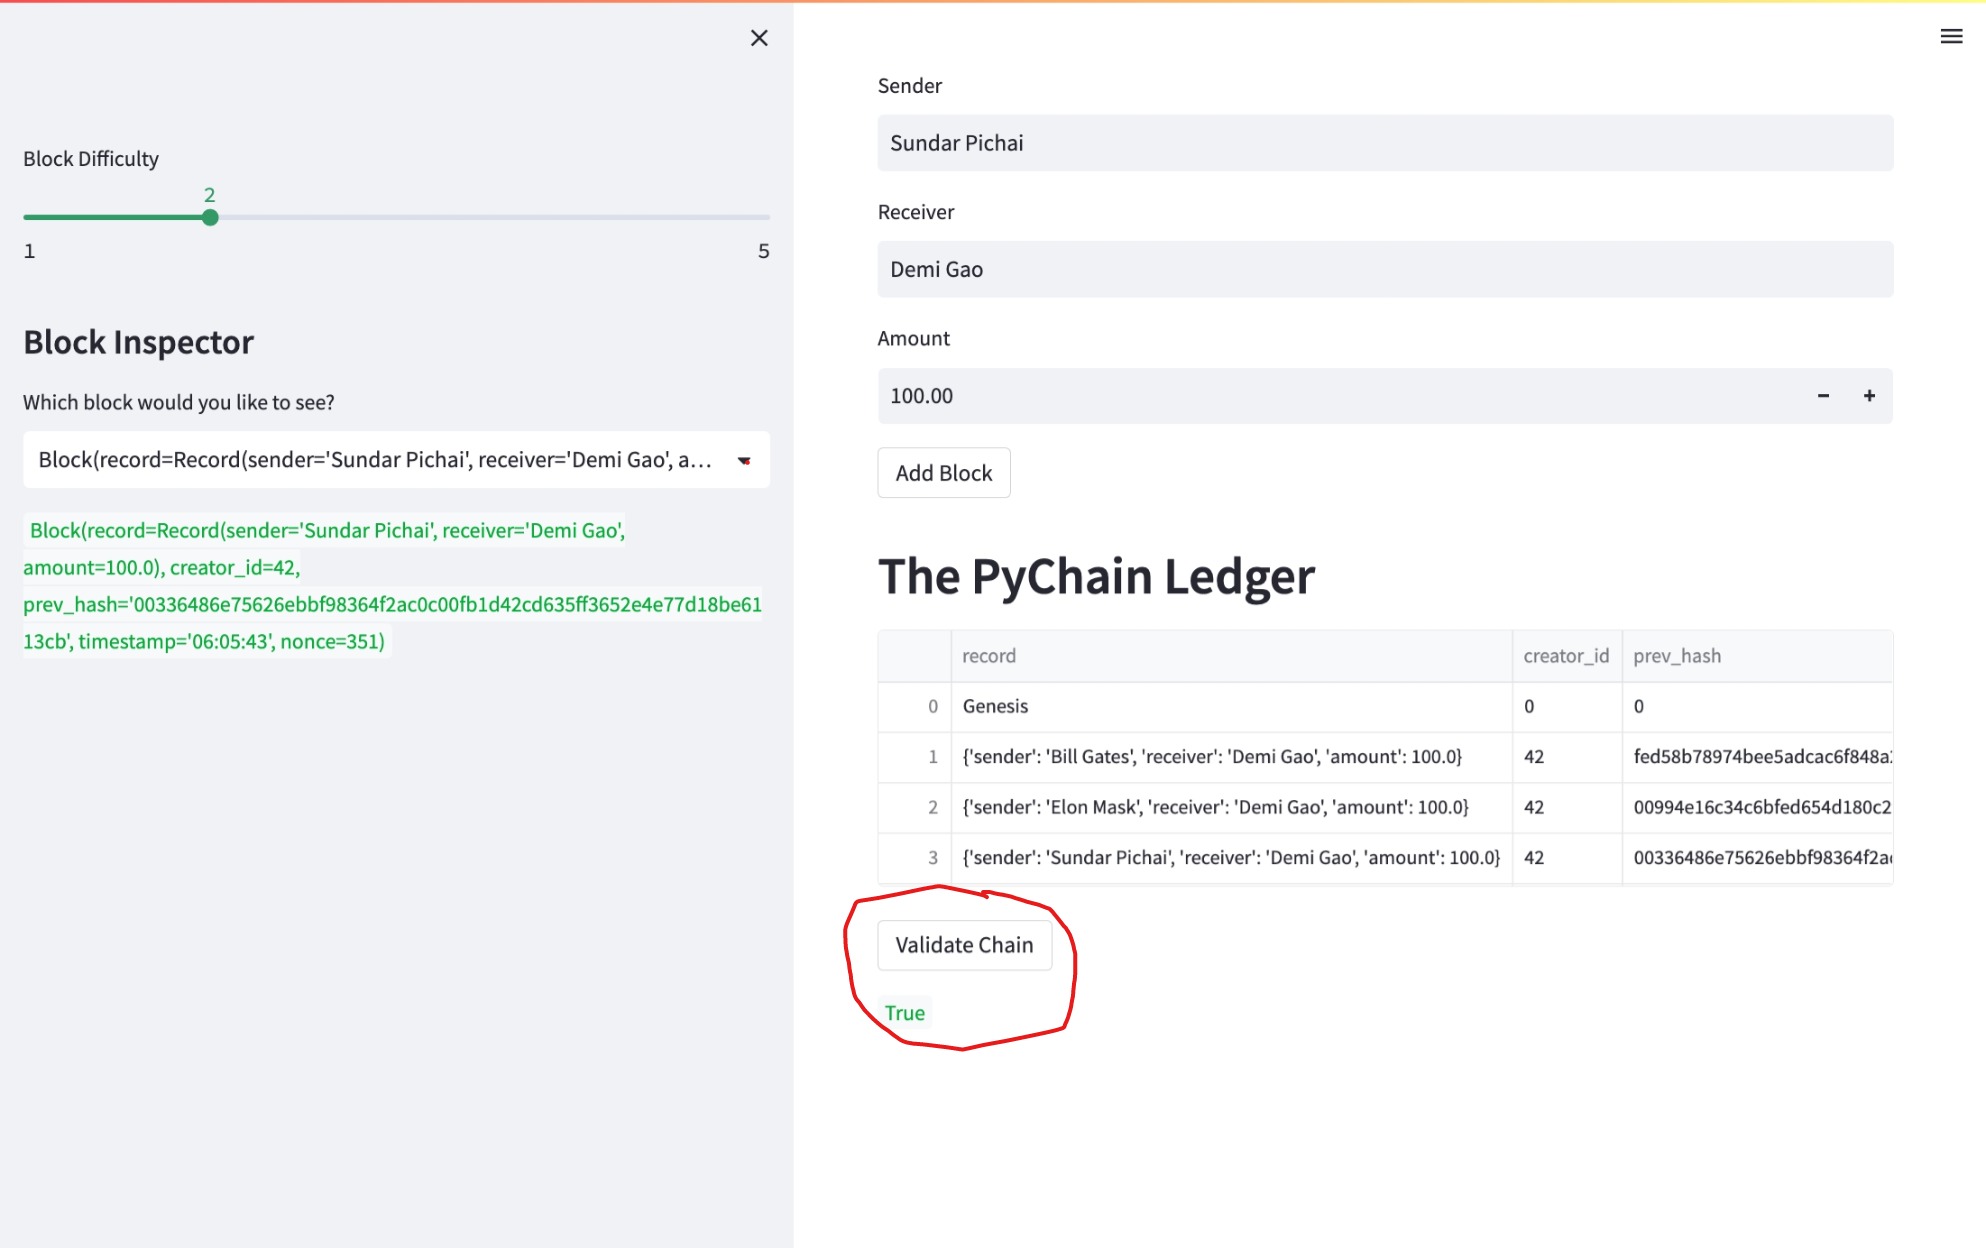 Block Difficulty
2
1 5
Block Inspector
Which block would you like to see?
Block(record=Record(sender='Sundar Pichai', receiver='Demi Gao', a...
Block(record=Record(sender='Sundar Pichai', receiver='Demi Gao',
amount=100.0), creator_id=42,
prev_hash='00336486e75626ebbf98364f2ac0c00fb1d42cd635ff3652e4e77d18be61
13cb', timestamp='06:05:43', nonce=351)
Sender
Sundar Pichai
Receiver
Demi Gao
Amount
100.00 − +
Add Block
The PyChain Ledger
record creator_id prev_hash
0 Genesis 0 0
1 {'sender': 'Bill Gates', 'receiver': 'Demi Gao', 'amount': 100.0} 42 fed58b78974bee5adcac6f848a
2 {'sender': 'Elon Mask', 'receiver': 'Demi Gao', 'amount': 100.0} 42 00994e16c34c6bfed654d180c2
3 {'sender': 'Sundar Pichai', 'receiver': 'Demi Gao', 'amount': 100.0} 42 00336486e75626ebbf98364f2a
Validate Chain
True